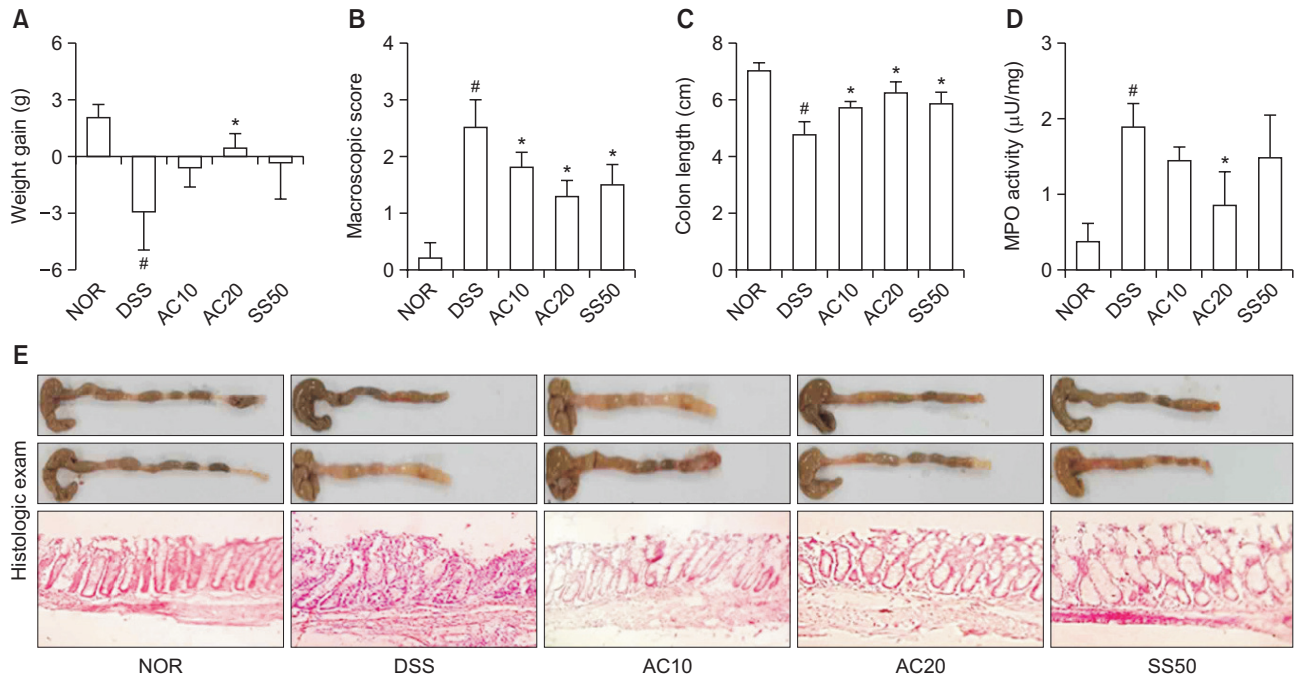 A
Weight gain (g)
6
3
0
−3
−6
#
*
NOR
DSS
AC10
AC20
SS50
B
Macroscopic score
4
3
2
1
0
#
*
*
*
NOR
DSS
AC10
AC20
SS50
C
Colon length (cm)
8
6
4
2
0
#
*
*
*
NOR
DSS
AC10
AC20
SS50
D
MPO activity (μU/mg)
3
2
1
0
#
*
NOR
DSS
AC10
AC20
SS50
E
Histologic exam
NOR
DSS
AC10
AC20
SS50